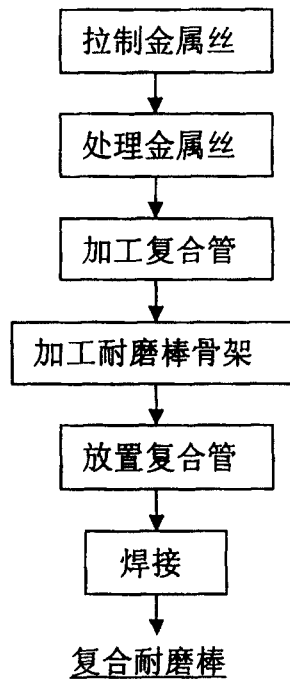 拉制金属丝
处理金属丝
加工复合管
加工耐磨棒骨架
放置复合管
焊接
复合耐磨棒